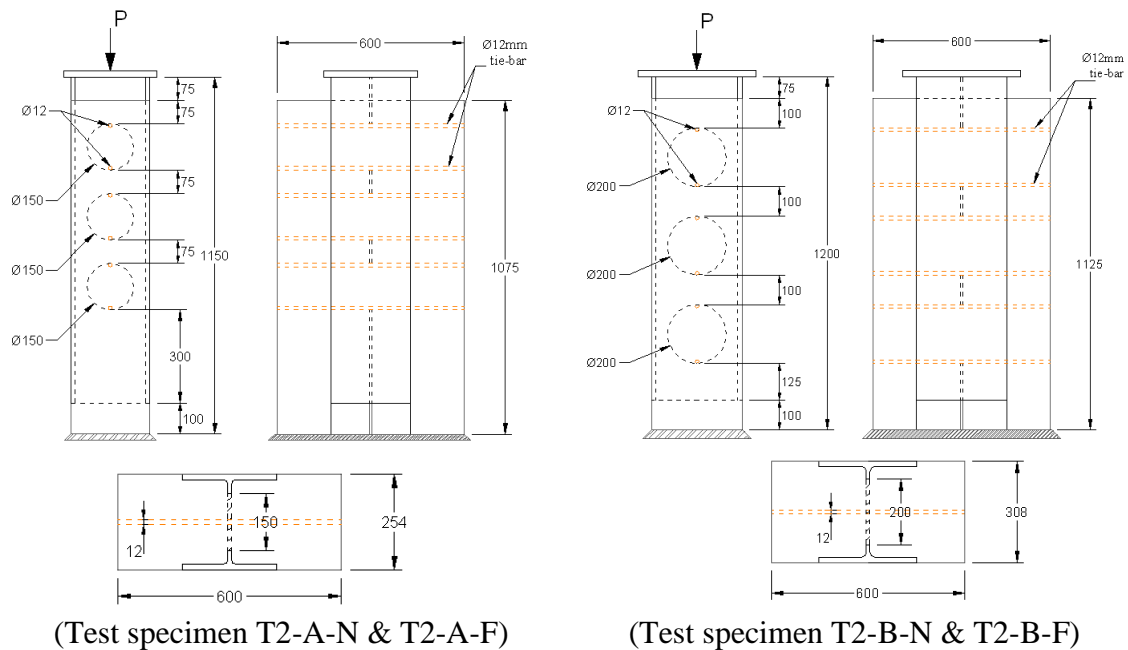 P
600
Ø12mm
tie-bar
75
75
Ø12
Ø150
75
Ø150
75
Ø150
1150
300
100
1075
150
254
12
600
(Test specimen T2-A-N & T2-A-F)
P
600
Ø12mm
tie-bar
75
100
Ø12
Ø200
100
Ø200
100
Ø200
1200
125
100
1125
200
308
12
600
(Test specimen T2-B-N & T2-B-F)